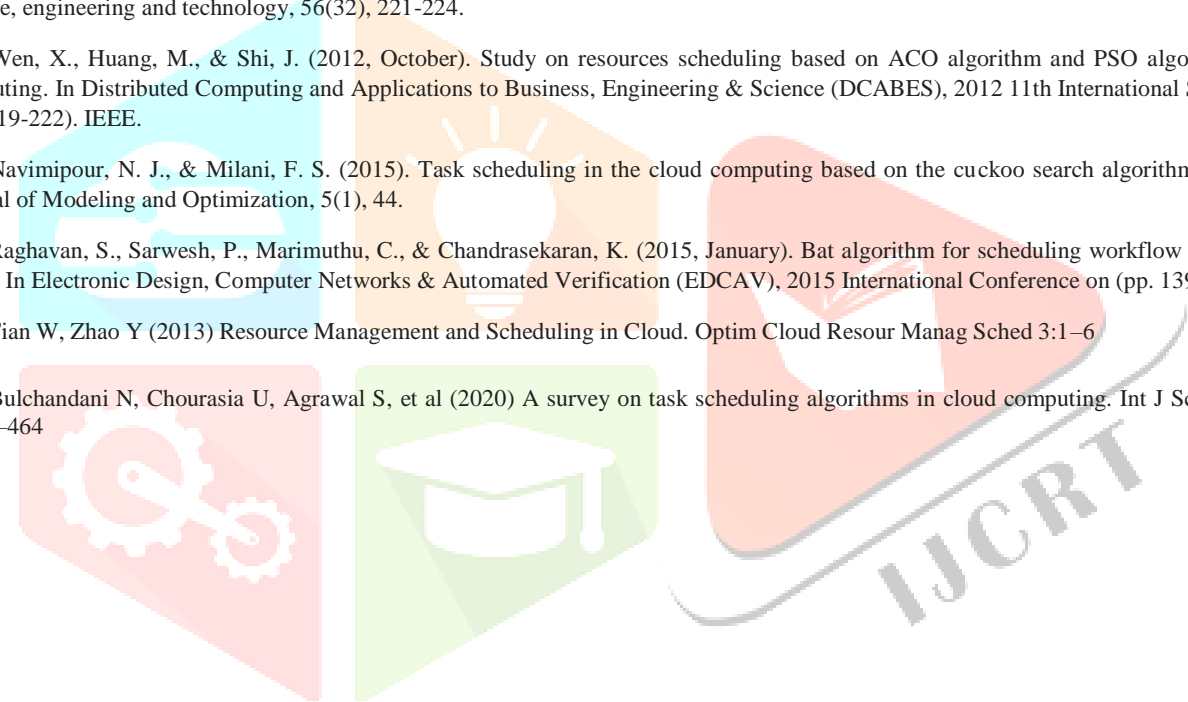 e, engineering and technology, 56(32), 221-224.
Wen, X., Huang, M., & Shi, J. (2012, October). Study on resources scheduling based on ACO algorithm and PSO algo
uting. In Distributed Computing and Applications to Business, Engineering & Science (DCABES), 2012 11th International S
19-222). IEEE.
Navimipour, N. J., & Milani, F. S. (2015). Task scheduling in the cloud computing based on the cuckoo search algorithm
al of Modeling and Optimization, 5(1), 44.
Raghavan, S., Sarwesh, P., Marimuthu, C., & Chandrasekaran, K. (2015, January). Bat algorithm for scheduling workflow
In Electronic Design, Computer Networks & Automated Verification (EDCAV), 2015 International Conference on (pp. 139
Tian W, Zhao Y (2013) Resource Management and Scheduling in Cloud. Optim Cloud Resour Manag Sched 3:1–6
Bulchandani N, Chourasia U, Agrawal S, et al (2020) A survey on task scheduling algorithms in cloud computing. Int J Sc
–464
IJCRT